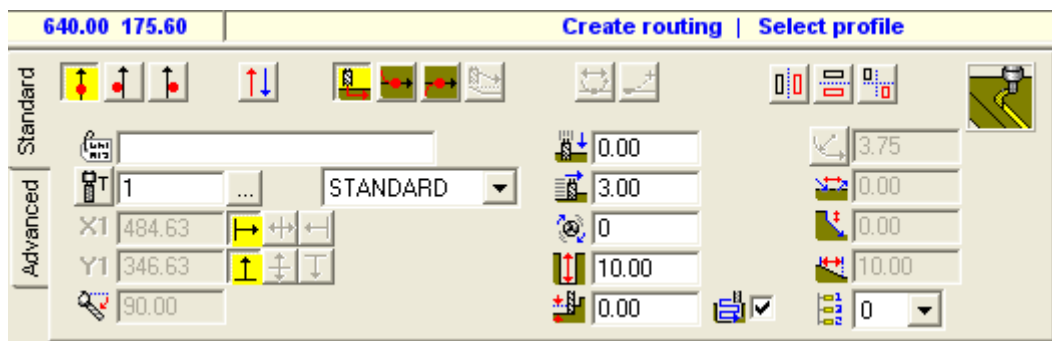 640.00 175.60 Create routing | Select profile
Standard
Advanced
0.00 3.75
T 1 ... STANDARD 3.00 0.00
X1 484.63 0 0.00
Y1 346.63 10.00 10.00
90.00 0.00 0